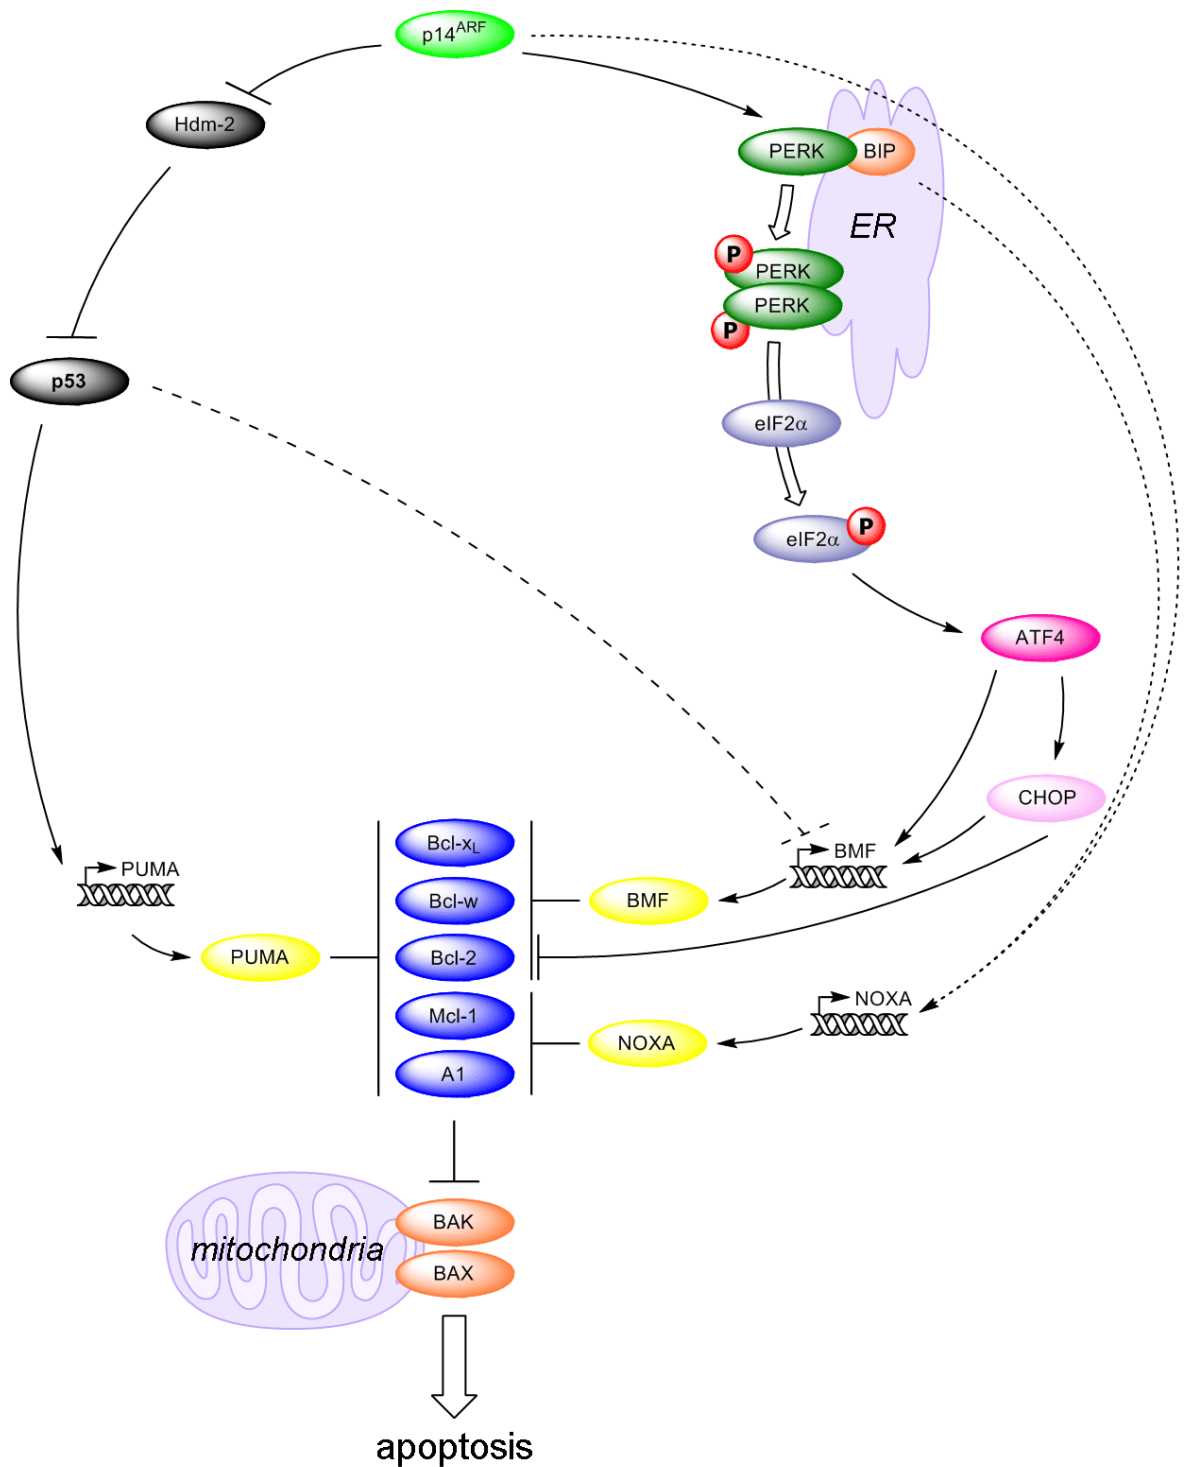 p14ARF
Hdm-2
PERK
BIP
ER
P
PERK
PERK
P
p53
eIF2α
eIF2α
P
ATF4
CHOP
Bcl-xL
BMF
PUMA
Bcl-w
BMF
PUMA
Bcl-2
NOXA
Mcl-1
NOXA
A1
BAK
mitochondria
BAX
apoptosis